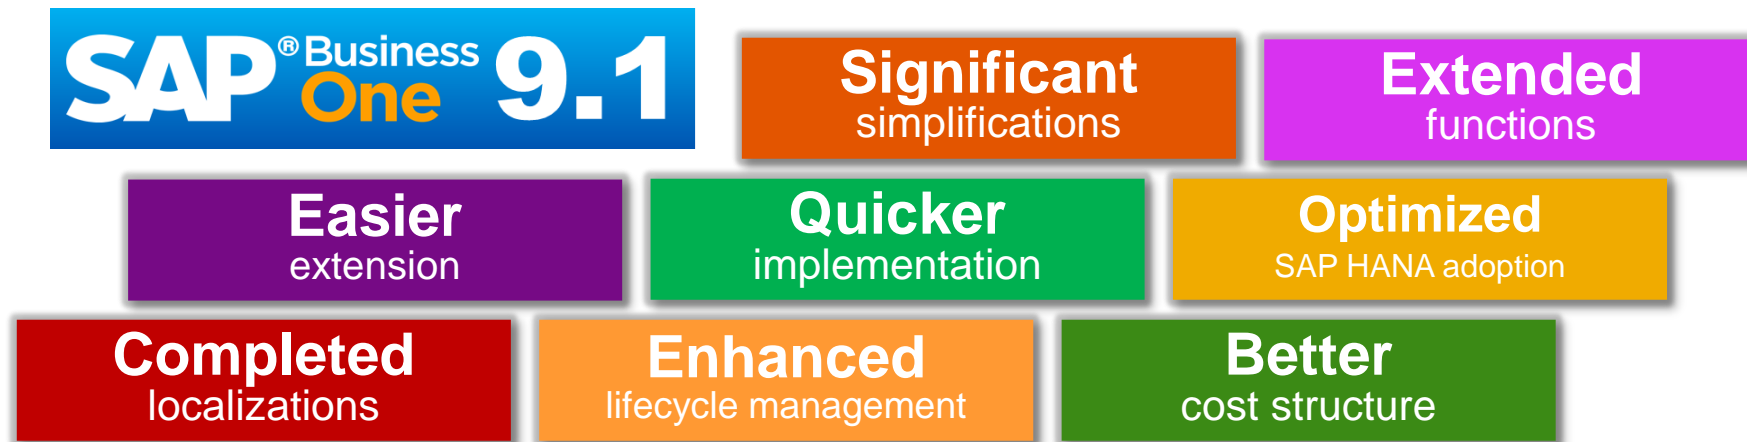 SAP® Business One 9.1
Significant
simplifications
Extended
functions
Easier
extension
Quicker
implementation
Optimized
SAP HANA adoption
Completed
localizations
Enhanced
lifecycle management
Better
cost structure